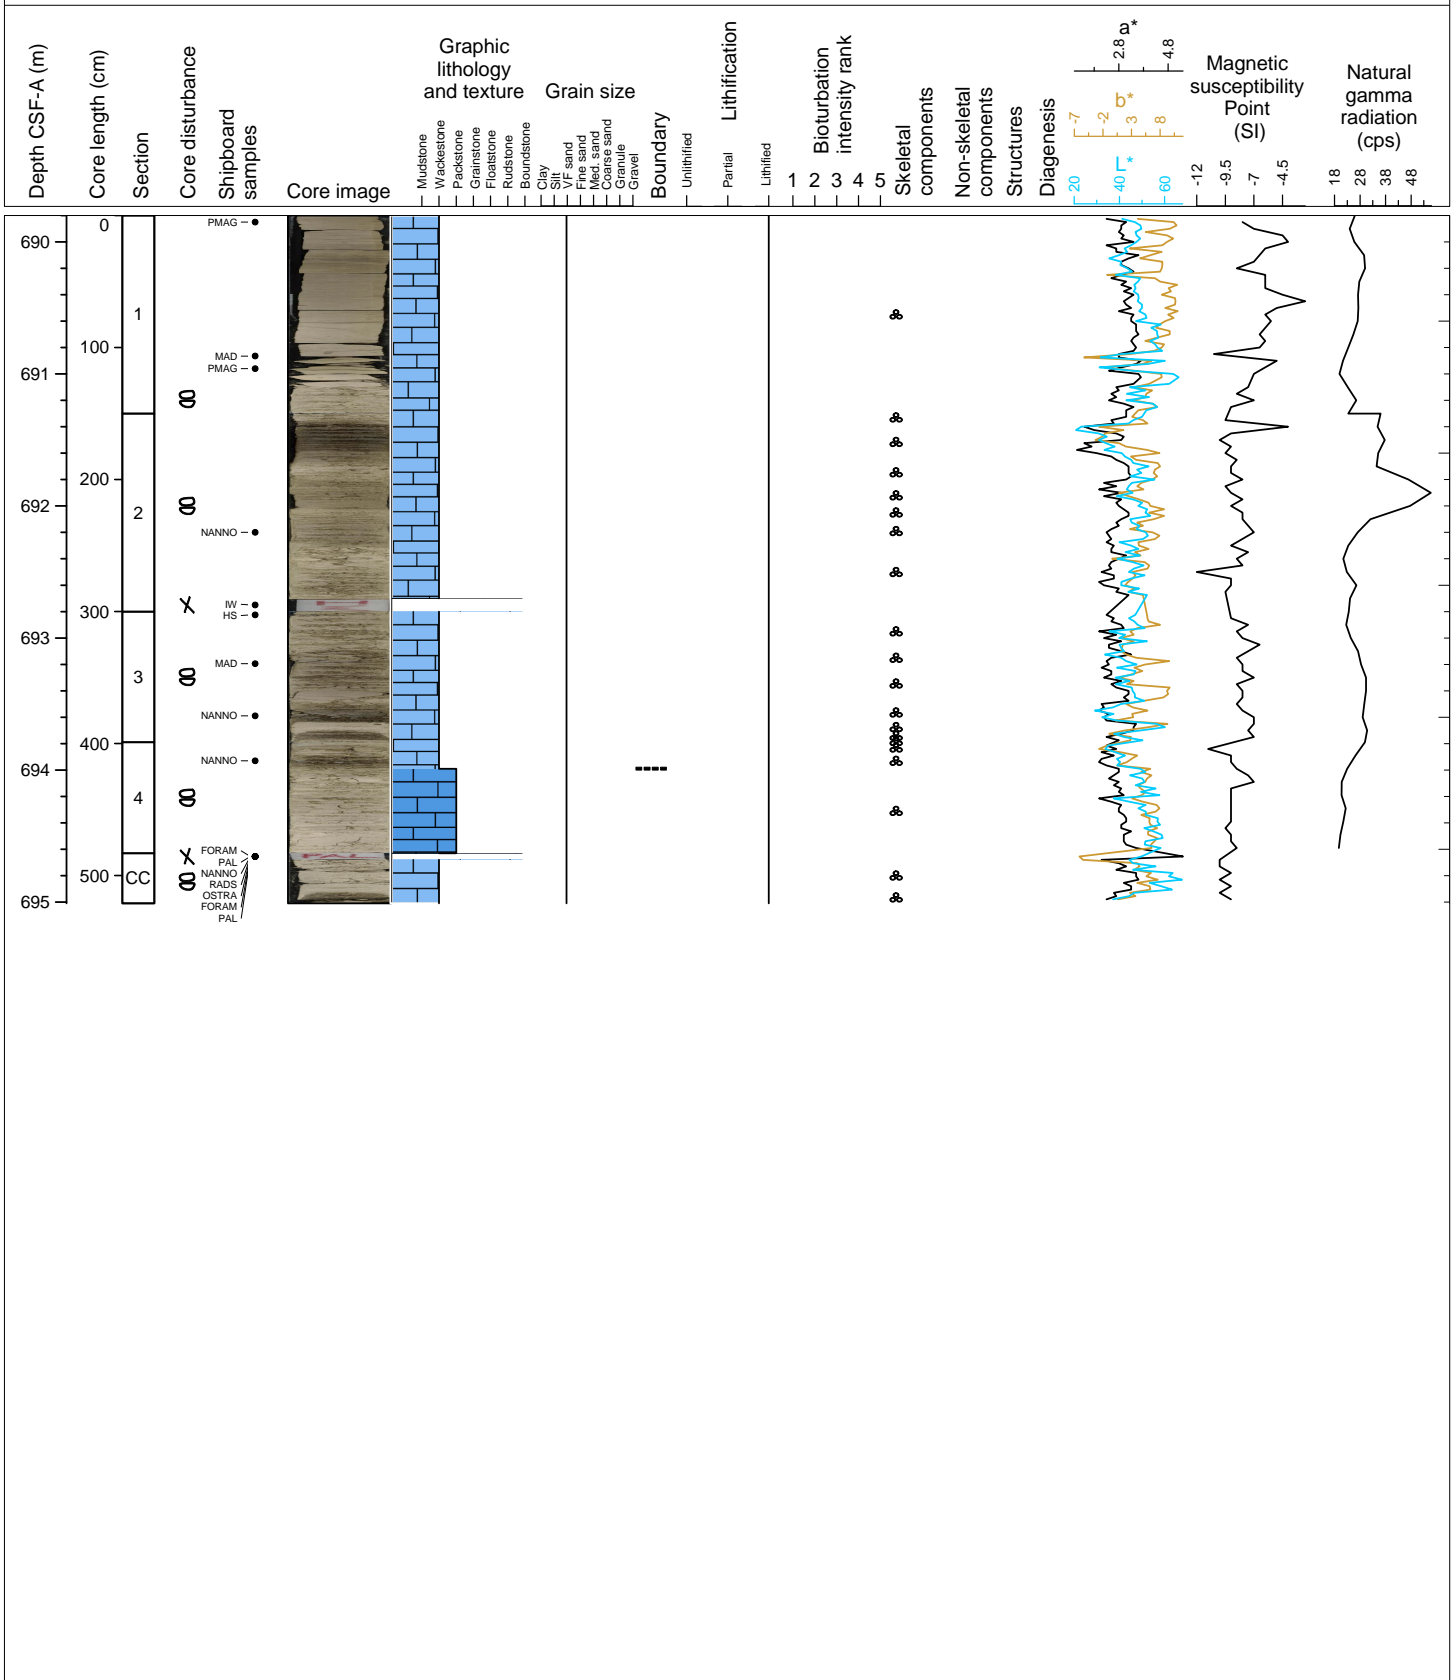 Depth CSF-A (m)
Core length (cm)
Section
Core disturbance
Shipboard
samples
Core image
Graphic
lithology
and texture
Mudstone
Wackestone
Packstone
Grainstone
Floatstone
Rudstone
Boundstone
Grain size
Clay
Silt
VF sand
Fine sand
Med. sand
Coarse sand
Granule
Gravel
Boundary
Lithification
Unlithified
Partial
Lithified
Bioturbation
intensity rank
1 2 3 4 5
Skeletal
components
Non-skeletal
components
Structures
Diagenesis
a*
2.8 4.8
b*
-7 -2 3 8
L*
20 40 60
Magnetic
susceptibility
Point
(SI)
-12 -9.5 -7 -4.5
Natural
gamma
radiation
(cps)
18 28 38 48
690
691
692
693
694
695
0
100
200
300
400
500
1
2
3
4
CC
PMAG
MAD
PMAG
NANNO
IW
HS
MAD
NANNO
NANNO
FORAM
PAL
NANNO
RADS
OSTRA
FORAM
PAL